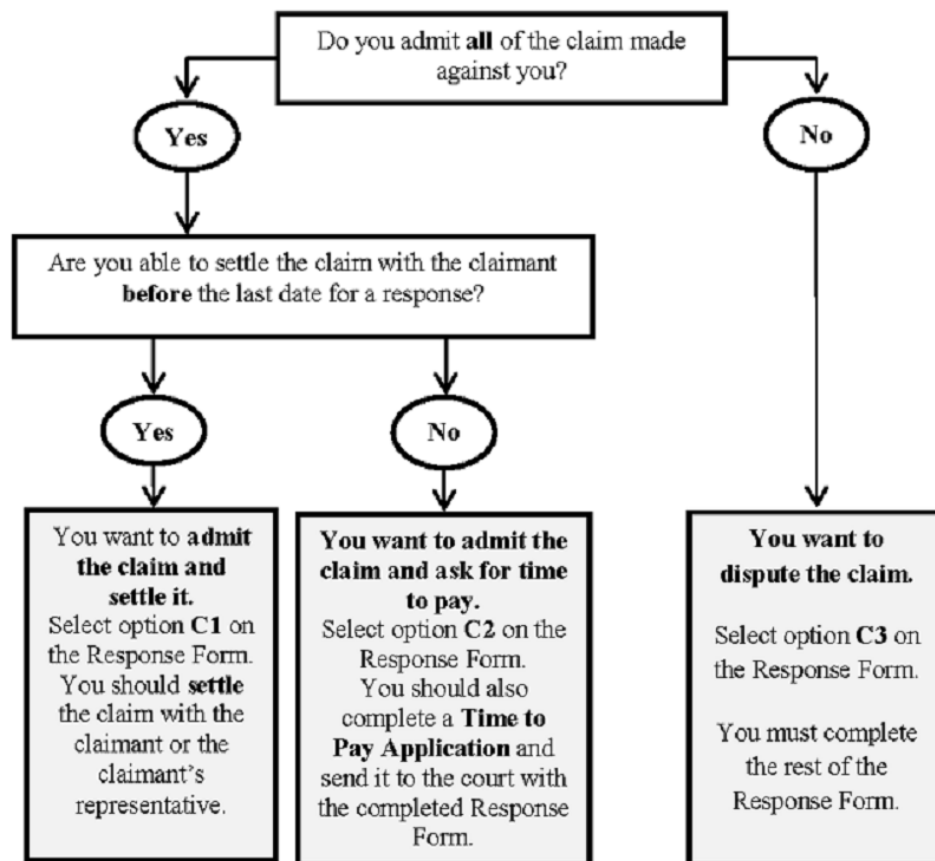 Do you admit all of the claim made
against you?
Yes
No
Are you able to settle the claim with the claimant
before the last date for a response?
Yes
No
You want to admit
the claim and
settle it.
Select option C1 on
the Response Form.
You should settle
the claim with the
claimant or the
claimant's
representative.
You want to admit the
claim and ask for time
to pay.
Select option C2 on the
Response Form.
You should also
complete a Time to
Pay Application and
send it to the court with
the completed Response
Form.
You want to
dispute the claim.
Select option C3 on
the Response Form.
You must complete
the rest of the
Response Form.